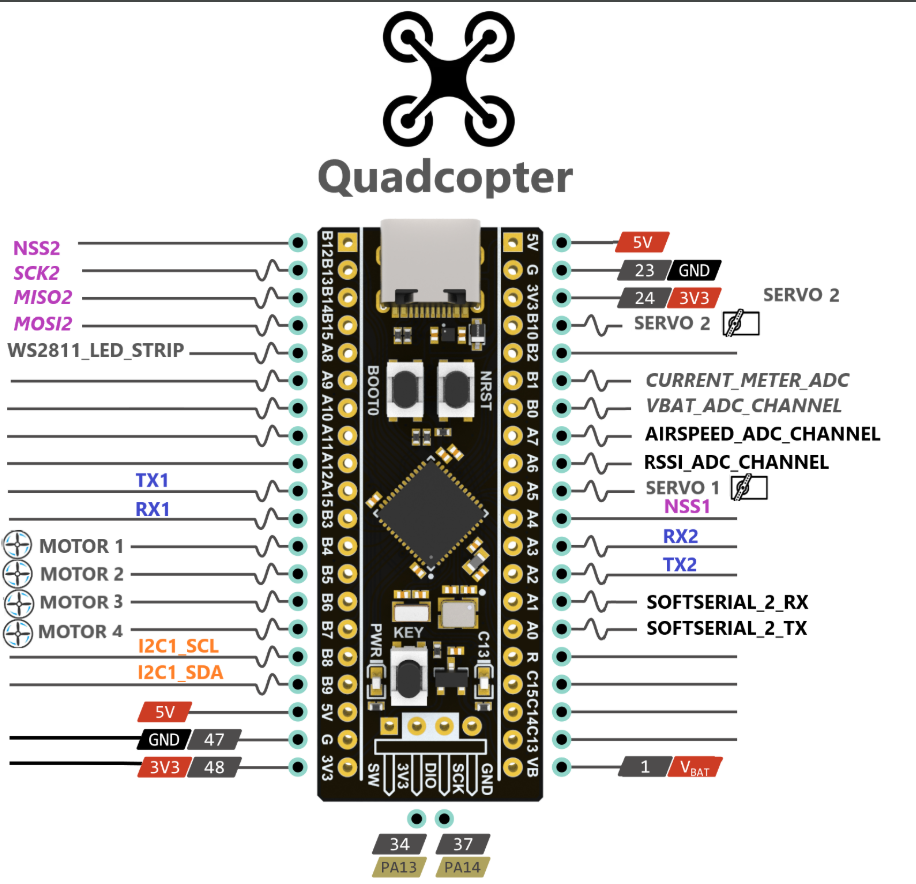 Quadcopter
NSS2
SCK2
MISO2
MOSI2
WS2811_LED_STRIP
TX1
RX1
MOTOR 1
MOTOR 2
MOTOR 3
MOTOR 4
I2C1_SCL
I2C1_SDA
5V
GND 47
3V3 48
B12
B13
B14
B15
A8
A9
A10
A11
A12
A15
B3
B4
B5
B6
B7
B8
B9
5V
G
3V3
BOOT0
NRST
PWR
KEY
C13
SW
3V3
DIO
SCK
GND
5V
G
3V3
B10
B2
B1
B0
A7
A6
A5
A4
A3
A2
A1
A0
R
C15
C14
C13
VB
5V
23 GND
24 3V3
SERVO 2
SERVO 2
CURRENT_METER_ADC
VBAT_ADC_CHANNEL
AIRSPEED_ADC_CHANNEL
RSSI_ADC_CHANNEL
SERVO 1
NSS1
RX2
TX2
SOFTSERIAL_2_RX
SOFTSERIAL_2_TX
1 VBAT
34 37
PA13 PA14